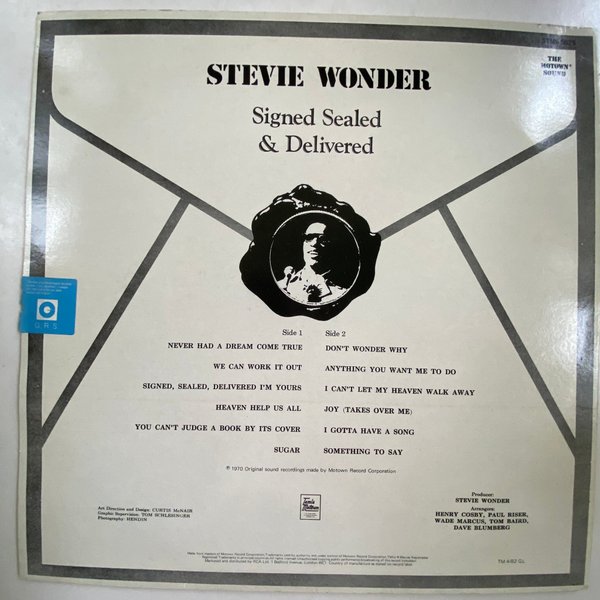 THE
MOTOWN
SOUND
STEVIE WONDER
Signed Sealed
& Delivered
Side 1
NEVER HAD A DREAM COME TRUE
WE CAN WORK IT OUT
SIGNED, SEALED, DELIVERED I'M YOURS
HEAVEN HELP US ALL
YOU CAN'T JUDGE A BOOK BY ITS COVER
SUGAR
Side 2
DON'T WONDER WHY
ANYTHING YOU WANT ME TO DO
I CAN'T LET MY HEAVEN WALK AWAY
JOY (TAKES OVER ME)
I GOTTA HAVE A SONG
SOMETHING TO SAY
℗ 1970 Original sound recordings made by Motown Record Corporation
Art Direction and Design: CURTIS McNAIR
Graphic Supervision: TOM SCHLESINGER
Photography: HENDIN
Tamla
Motown
Producer:
STEVIE WONDER
Arrangers:
HENRY COSBY, PAUL RISER,
WADE MARCUS, TOM BAIRD,
DAVE BLUMBERG